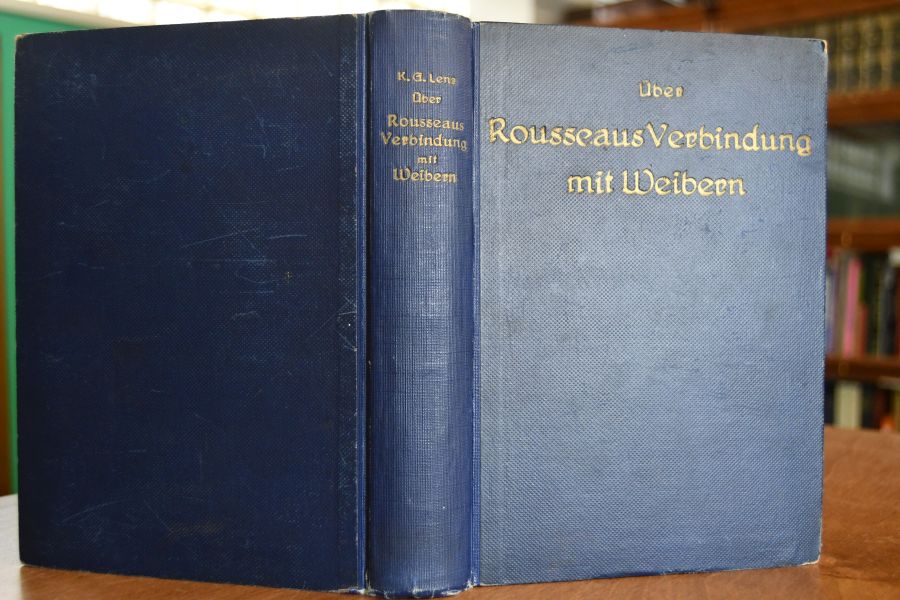 K. G. Lenz
Über
Rousseaus
Verbindung
mit
Weibern
Über
Rousseaus Verbindung
mit Weibern